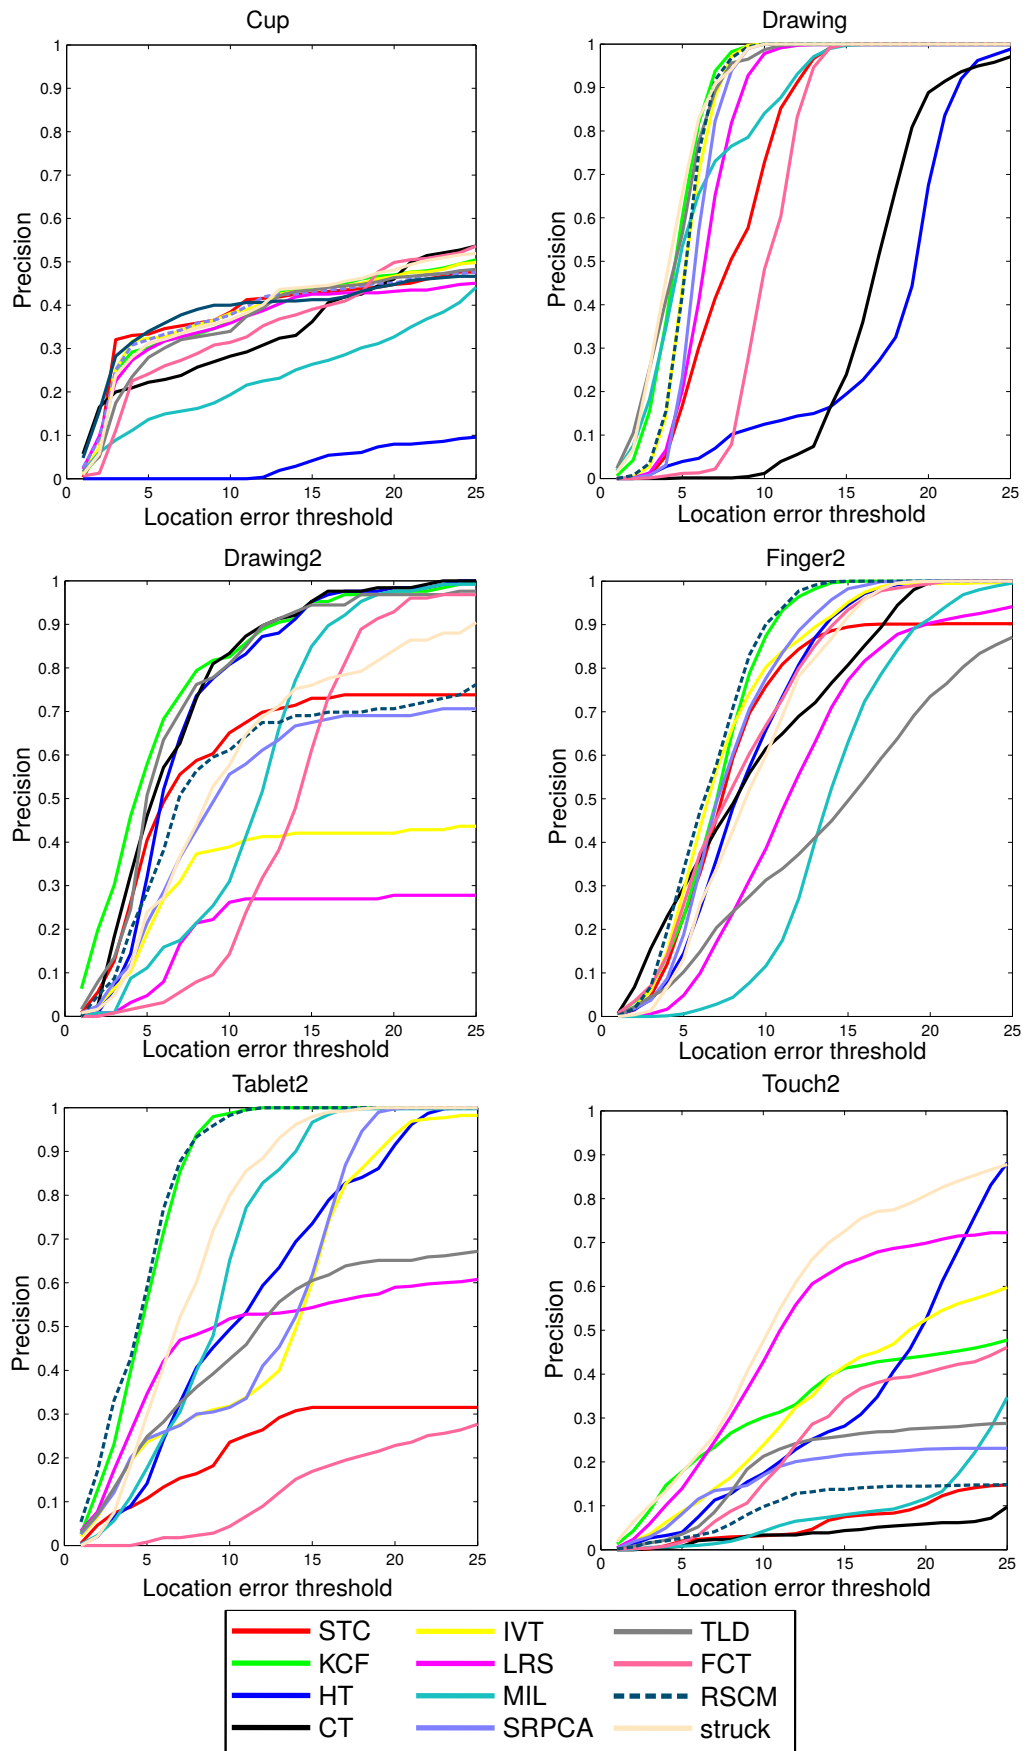 Cup
1
0.9
0.8
0.7
0.6
0.5
0.4
0.3
0.2
0.1
0
Precision
0 5 10 15 20 25
Location error threshold
Drawing
1
0.9
0.8
0.7
0.6
0.5
0.4
0.3
0.2
0.1
0
Precision
0 5 10 15 20 25
Location error threshold
Drawing2
1
0.9
0.8
0.7
0.6
0.5
0.4
0.3
0.2
0.1
0
Precision
0 5 10 15 20 25
Location error threshold
Finger2
1
0.9
0.8
0.7
0.6
0.5
0.4
0.3
0.2
0.1
0
Precision
0 5 10 15 20 25
Location error threshold
Tablet2
1
0.9
0.8
0.7
0.6
0.5
0.4
0.3
0.2
0.1
0
Precision
0 5 10 15 20 25
Location error threshold
Touch2
1
0.9
0.8
0.7
0.6
0.5
0.4
0.3
0.2
0.1
0
Precision
0 5 10 15 20 25
Location error threshold
STC IVT TLD
KCF LRS FCT
HT MIL RSCM
CT SRPCA struck